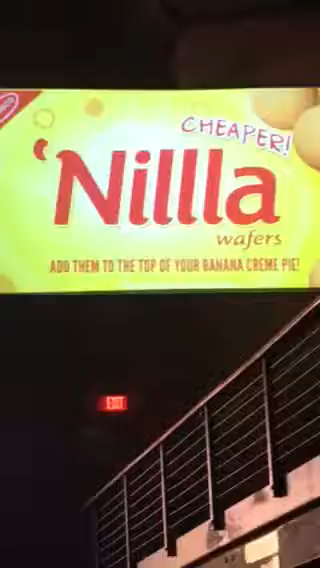 CHEAPER!
'Nillla
wafers
ADD THEM TO THE TOP OF YOUR BANANA CREME PIE!
EXIT